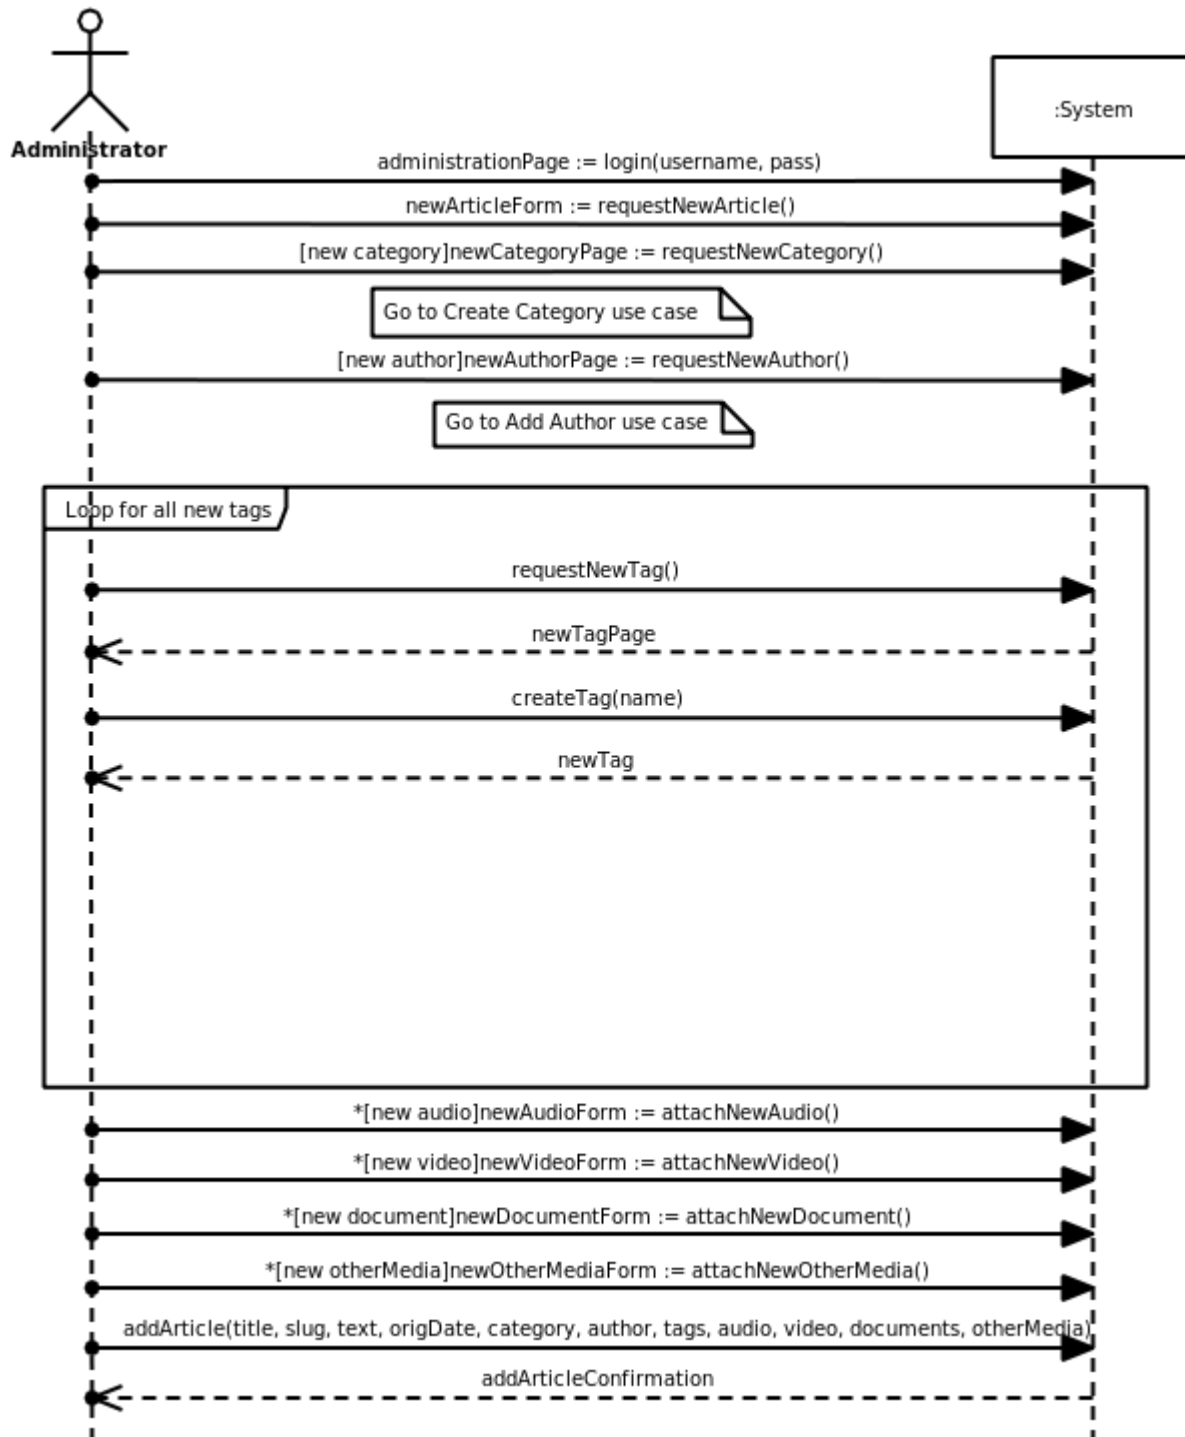 :System
Administrator
administrationPage := login(username, pass)
newArticleForm := requestNewArticle()
[new category]newCategoryPage := requestNewCategory()
Go to Create Category use case
[new author]newAuthorPage := requestNewAuthor()
Go to Add Author use case
Loop for all new tags
requestNewTag()
newTagPage
createTag(name)
newTag
*[new audio]newAudioForm := attachNewAudio()
*[new video]newVideoForm := attachNewVideo()
*[new document]newDocumentForm := attachNewDocument()
*[new otherMedia]newOtherMediaForm := attachNewOtherMedia()
addArticle(title, slug, text, origDate, category, author, tags, audio, video, documents, otherMedia)
addArticleConfirmation